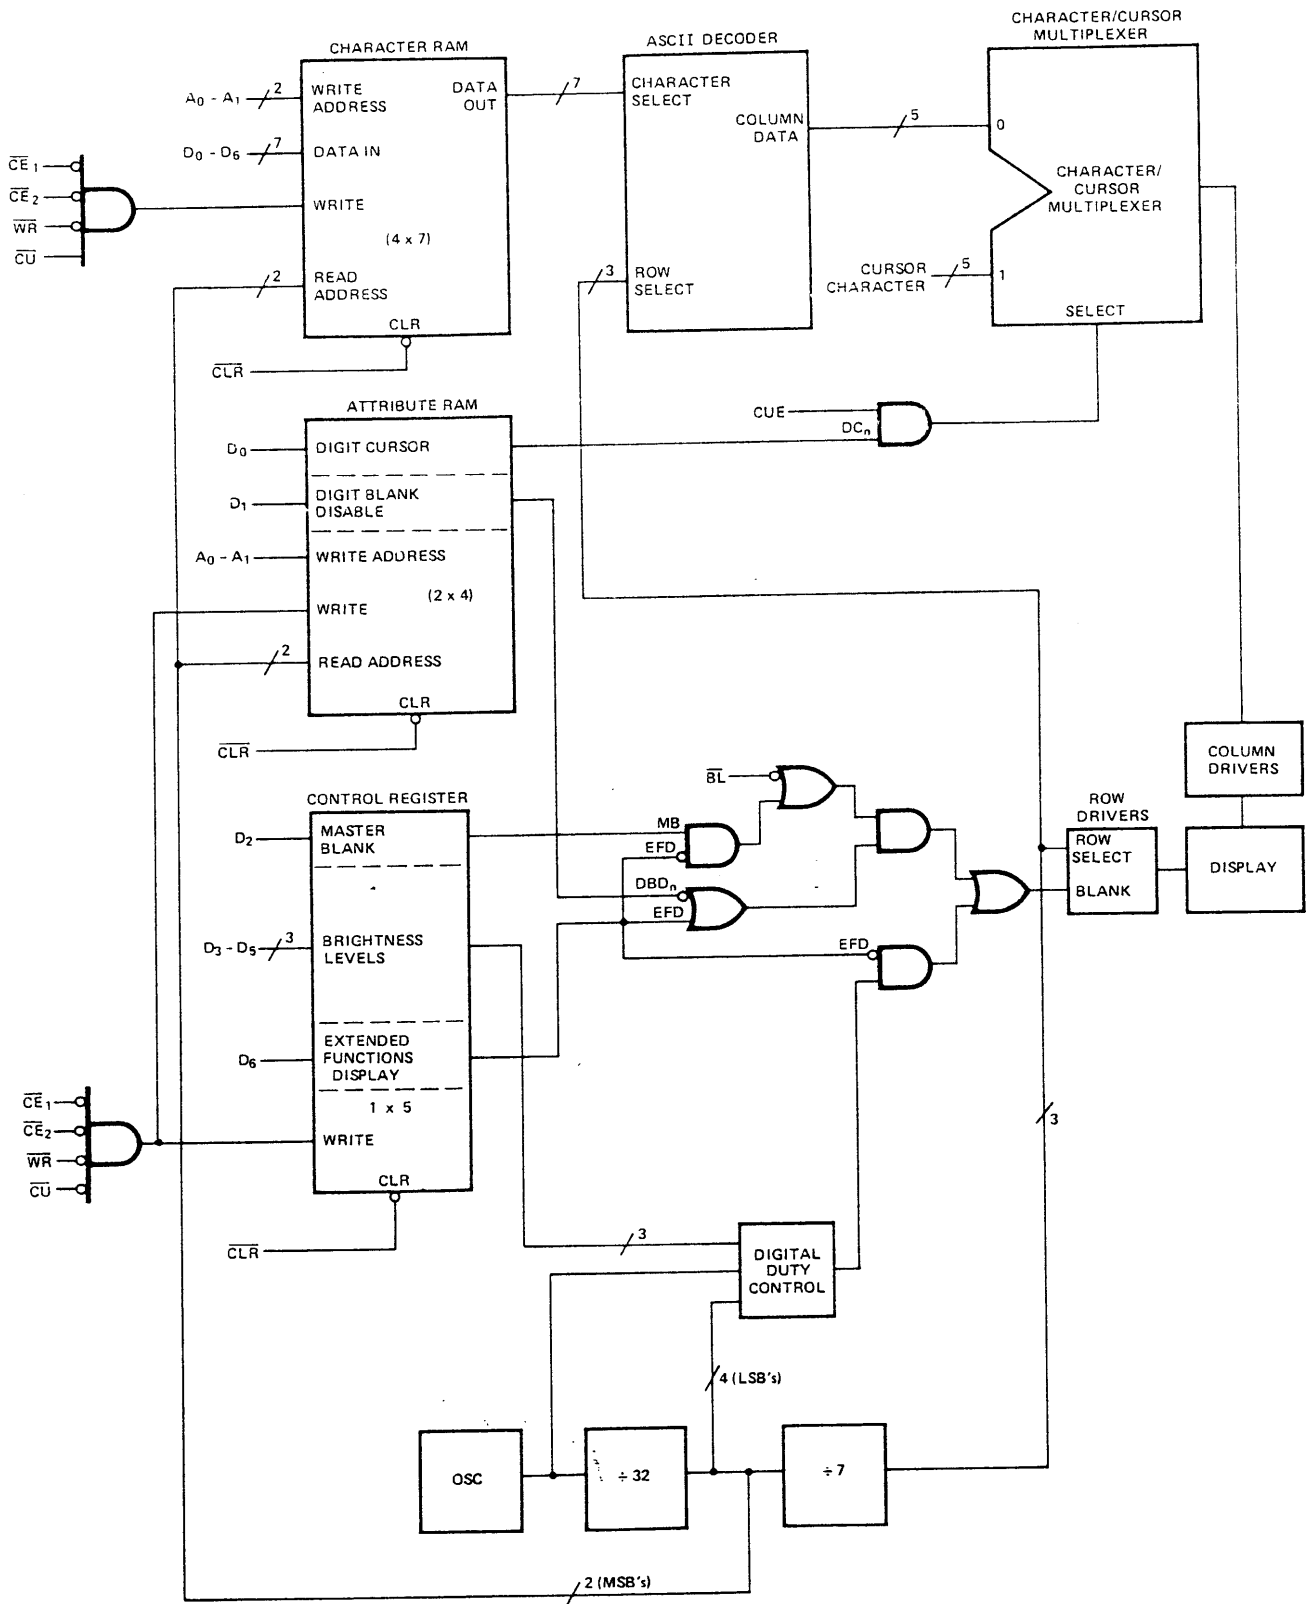 CHARACTER/CURSOR
MULTIPLEXER
CHARACTER RAM
ASCII DECODER
A0 - A1
2
WRITE
ADDRESS
DATA
OUT
7
CHARACTER
SELECT
COLUMN
DATA
5
0
D0 - D6
7
DATA IN
CE1
CE2
WR
CU
WRITE
(4 x 7)
CHARACTER/
CURSOR
MULTIPLEXER
2
READ
ADDRESS
3
ROW
SELECT
CURSOR
CHARACTER
5
1
SELECT
CLR
CLR
ATTRIBUTE RAM
CUE
DCn
D0
DIGIT CURSOR
D1
DIGIT BLANK
DISABLE
A0 - A1
WRITE ADDRESS
WRITE
(2 x 4)
2
READ ADDRESS
CLR
CLR
COLUMN
DRIVERS
BL
CONTROL REGISTER
D2
MASTER
BLANK
MB
EFD
DBDn
EFD
ROW
DRIVERS
ROW
SELECT
BLANK
DISPLAY
D3 - D5
3
BRIGHTNESS
LEVELS
EFD
D6
EXTENDED
FUNCTIONS
DISPLAY
1 x 5
CE1
CE2
WR
CU
WRITE
3
CLR
CLR
3
DIGITAL
DUTY
CONTROL
4 (LSB's)
OSC
÷32
÷7
2 (MSB's)